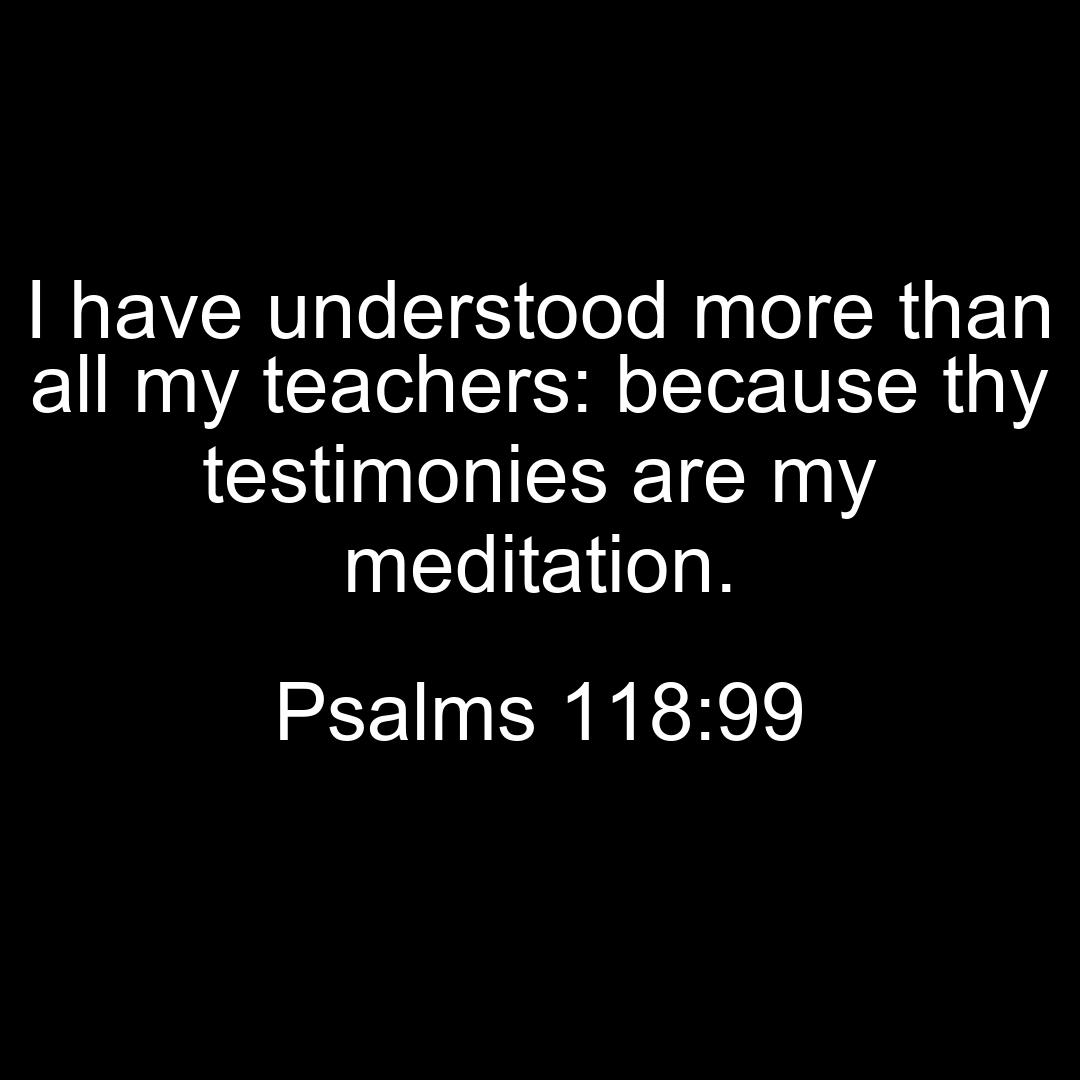 I have understood more than
all my teachers: because thy
testimonies are my
meditation.
Psalms 118:99